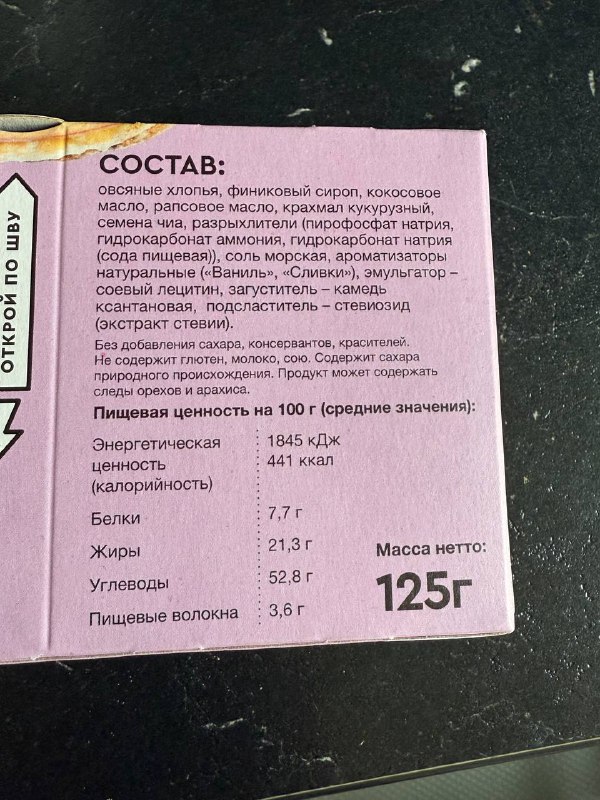 ОТКРОЙ ПО ШВУ
СОСТАВ:
овсяные хлопья, финиковый сироп, кокосовое
масло, рапсовое масло, крахмал кукурузный,
семена чиа, разрыхлители (пирофосфат натрия,
гидрокарбонат аммония, гидрокарбонат натрия
(сода пищевая)), соль морская, ароматизаторы
натуральные («Ваниль», «Сливки»), эмульгатор –
соевый лецитин, загуститель – камедь
ксантановая, подсластитель – стевиозид
(экстракт стевии).
Без добавления сахара, консервантов, красителей.
Не содержит глютен, молоко, сою. Содержит сахара
природного происхождения. Продукт может содержать
следы орехов и арахиса.
Пищевая ценность на 100 г (средние значения):
Энергетическая 1845 кДж
ценность 441 ккал
(калорийность)
Белки 7,7 г
Жиры 21,3 г
Углеводы 52,8 г
Пищевые волокна 3,6 г
Масса нетто:
125г